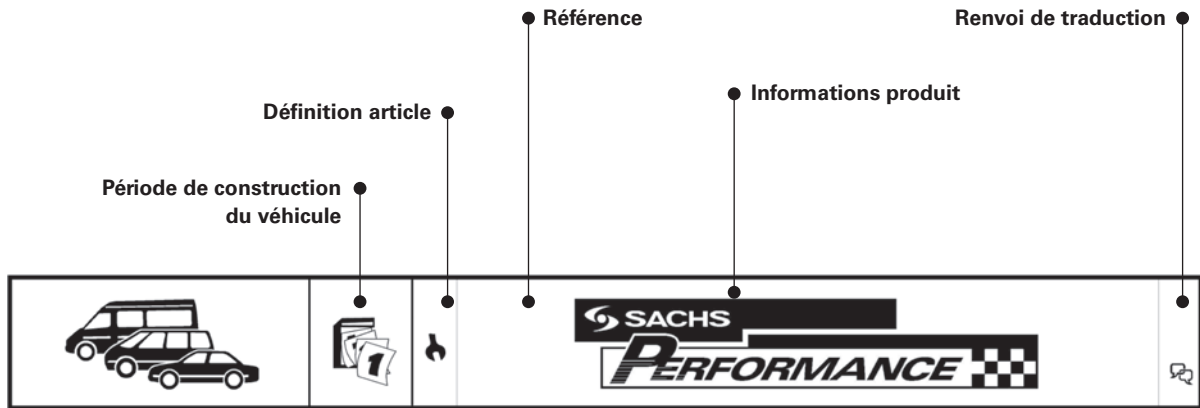 Référence
Renvoi de traduction
Informations produit
Définition article
Période de construction
du véhicule
1
SACHS
PERFORMANCE